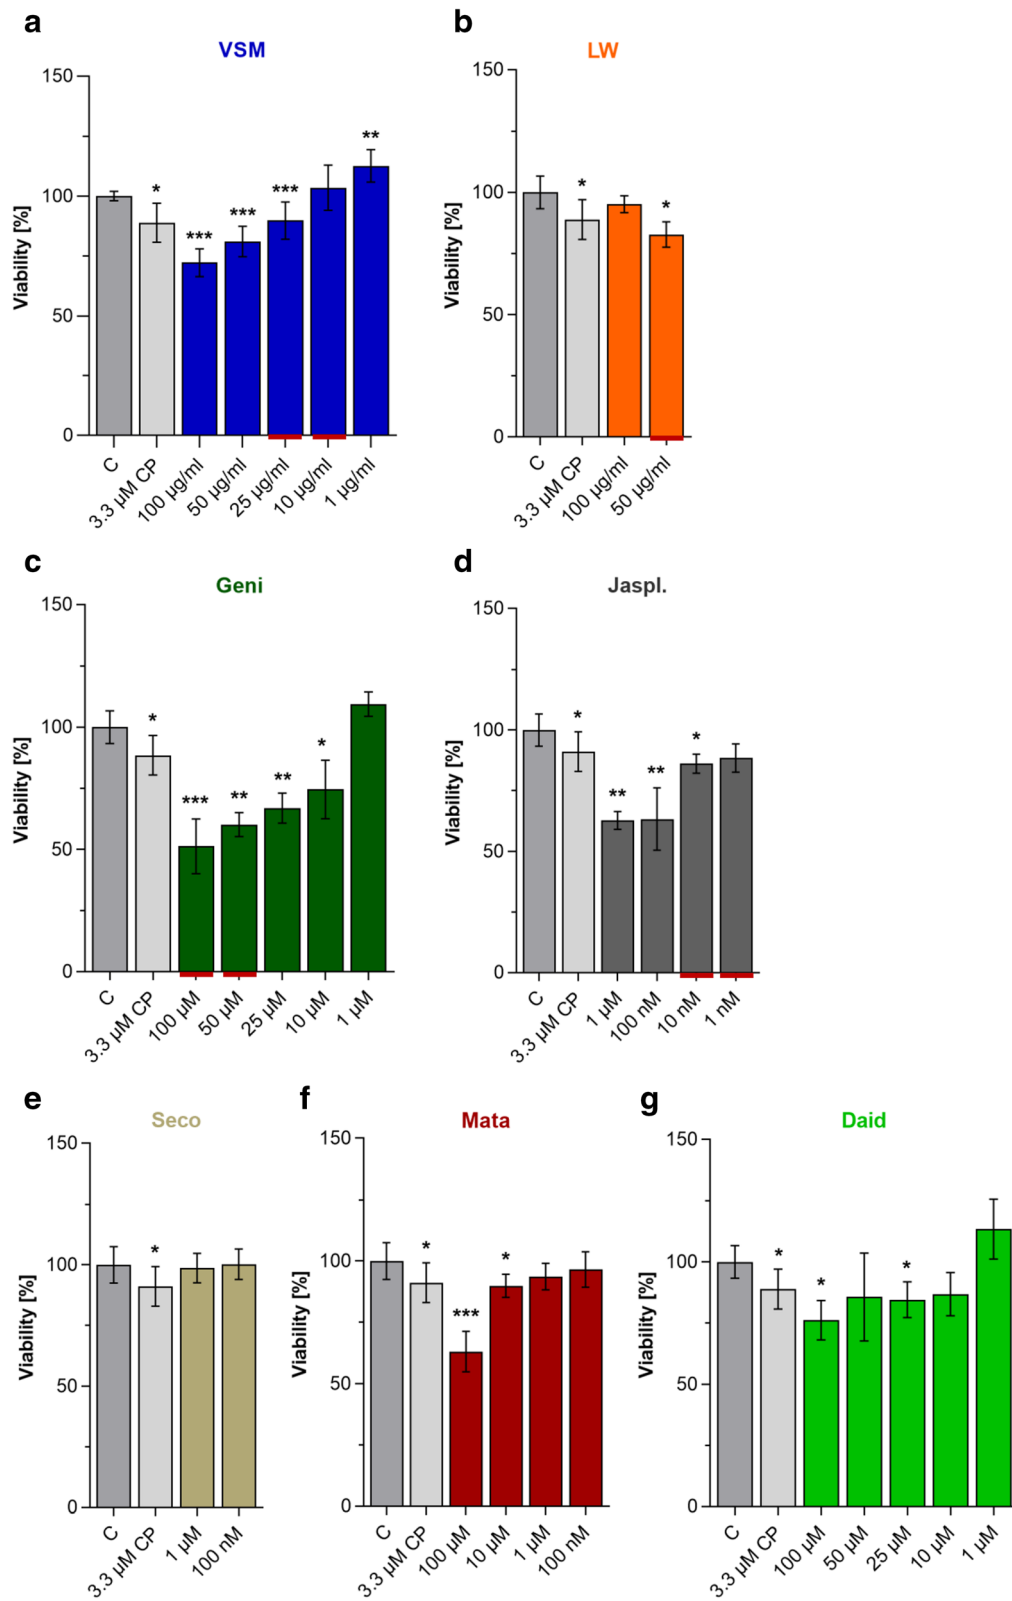 a
VSM
Viability [%]
150
100
50
0
*
***
***
***
**
C
3.3 µM CP
100 µg/ml
50 µg/ml
25 µg/ml
10 µg/ml
1 µg/ml
b
LW
Viability [%]
150
100
50
0
*
*
C
3.3 µM CP
100 µg/ml
50 µg/ml
c
Geni
Viability [%]
150
100
50
0
*
***
**
**
*
C
3.3 µM CP
100 µM
50 µM
25 µM
10 µM
1 µM
d
Jaspl.
Viability [%]
150
100
50
0
*
**
**
*
C
3.3 µM CP
1 µM
100 nM
10 nM
1 nM
e
Seco
Viability [%]
150
100
50
0
*
C
3.3 µM CP
1 µM
100 nM
f
Mata
Viability [%]
150
100
50
0
*
***
*
C
3.3 µM CP
100 µM
10 µM
1 µM
100 nM
g
Daid
Viability [%]
150
100
50
0
*
*
*
C
3.3 µM CP
100 µM
50 µM
25 µM
10 µM
1 µM